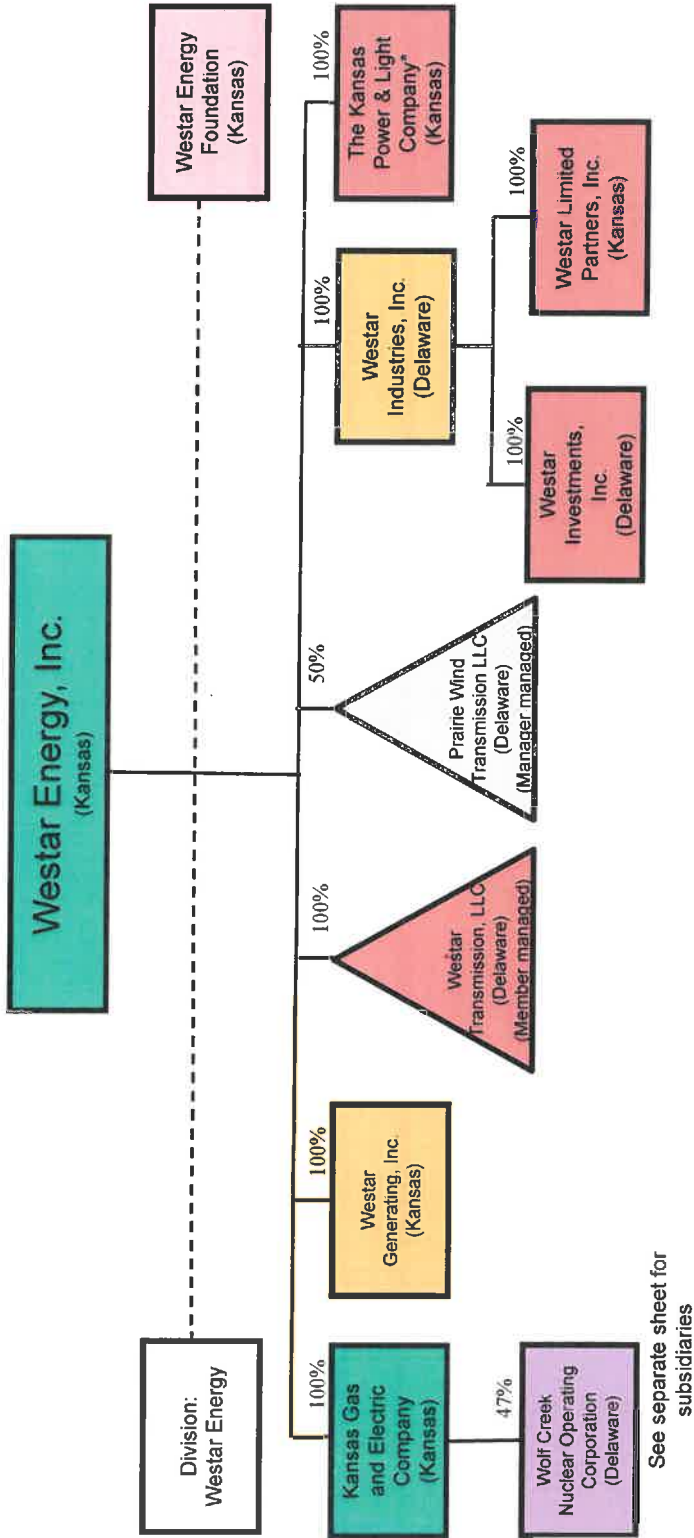 Westar Energy, Inc.
(Kansas)
Division:
Westar Energy
Westar Energy
Foundation
(Kansas)
100%
Kansas Gas
and Electric
Company
(Kansas)
100%
Westar
Generating, Inc.
(Kansas)
100%
Westar
Transmission, LLC
(Delaware)
(Member managed)
50%
Prairie Wind
Transmission LLC
(Delaware)
(Manager managed)
100%
Westar
Industries, Inc.
(Delaware)
100%
The Kansas
Power & Light
Company*
(Kansas)
47%
Wolf Creek
Nuclear Operating
Corporation
(Delaware)
100%
Westar
Investments,
Inc.
(Delaware)
100%
Westar Limited
Partners, Inc.
(Kansas)
See separate sheet for
subsidiaries